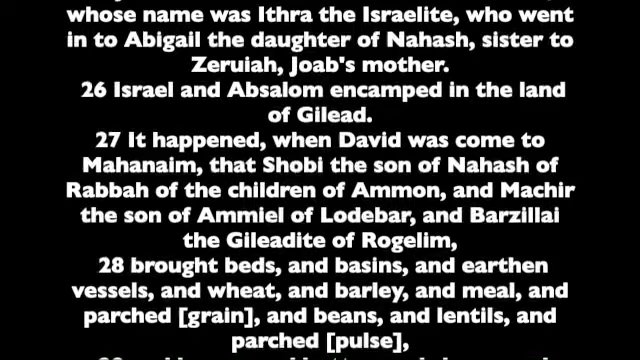 whose name was Ithra the Israelite, who went
in to Abigail the daughter of Nahash, sister to
Zeruiah, Joab's mother.
26 Israel and Absalom encamped in the land
of Gilead.
27 It happened, when David was come to
Mahanaim, that Shobi the son of Nahash of
Rabbah of the children of Ammon, and Machir
the son of Ammiel of Lodebar, and Barzillai
the Gileadite of Rogelim,
28 brought beds, and basins, and earthen
vessels, and wheat, and barley, and meal, and
parched [grain], and beans, and lentils, and
parched [pulse],